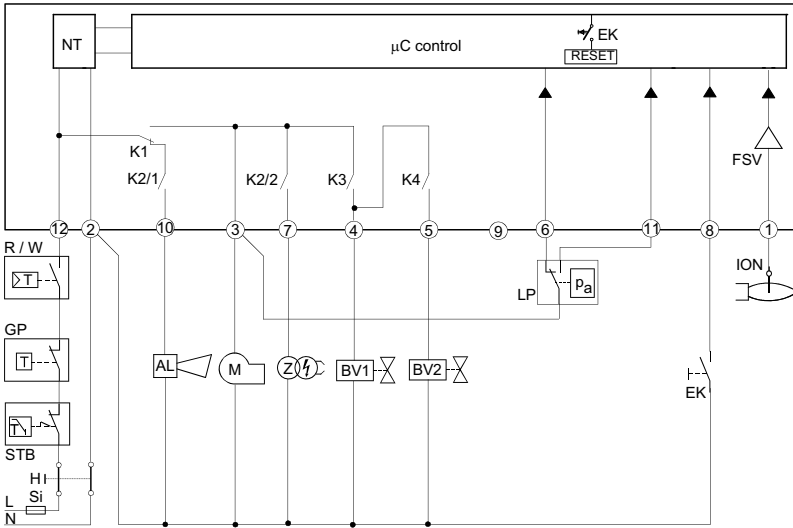 NT
μC control
EK
RESET
K1
K2/1
K2/2
K3
K4
FSV
12
2
10
3
7
4
5
9
6
11
8
1
R / W
T
GP
T
STB
T
H
Si
L
N
AL
M
Z
BV1
BV2
LP
pa
ION
EK